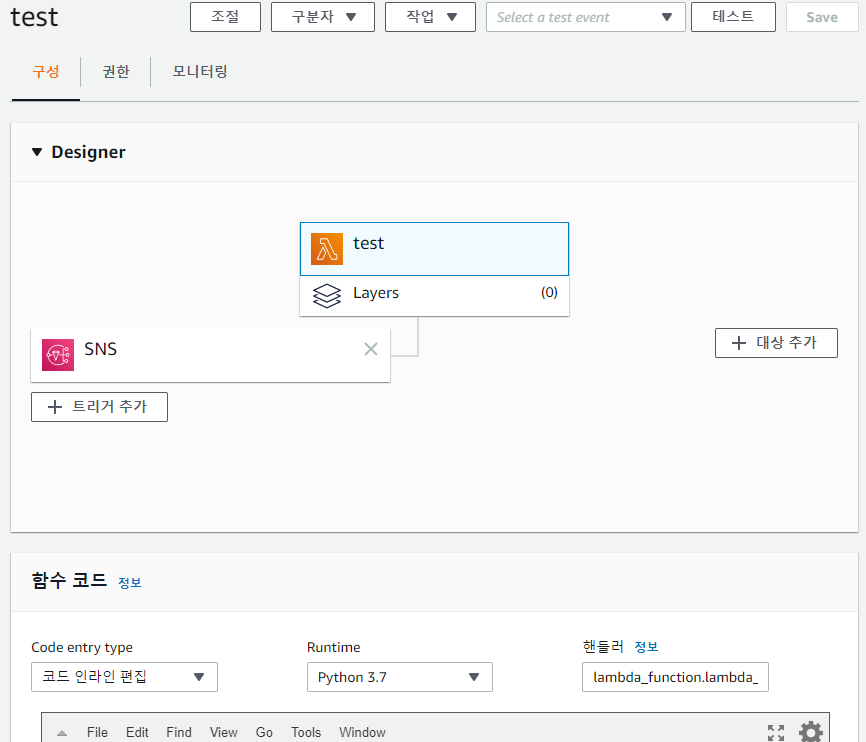 test
조절
구분자
작업
Select a test event
테스트
Save
구성
권한
모니터링
Designer
test
Layers
(0)
SNS
대상 추가
트리거 추가
함수 코드 정보
Code entry type
Runtime
핸들러 정보
코드 인라인 편집
Python 3.7
lambda_function.lambda_
File Edit Find View Go Tools Window